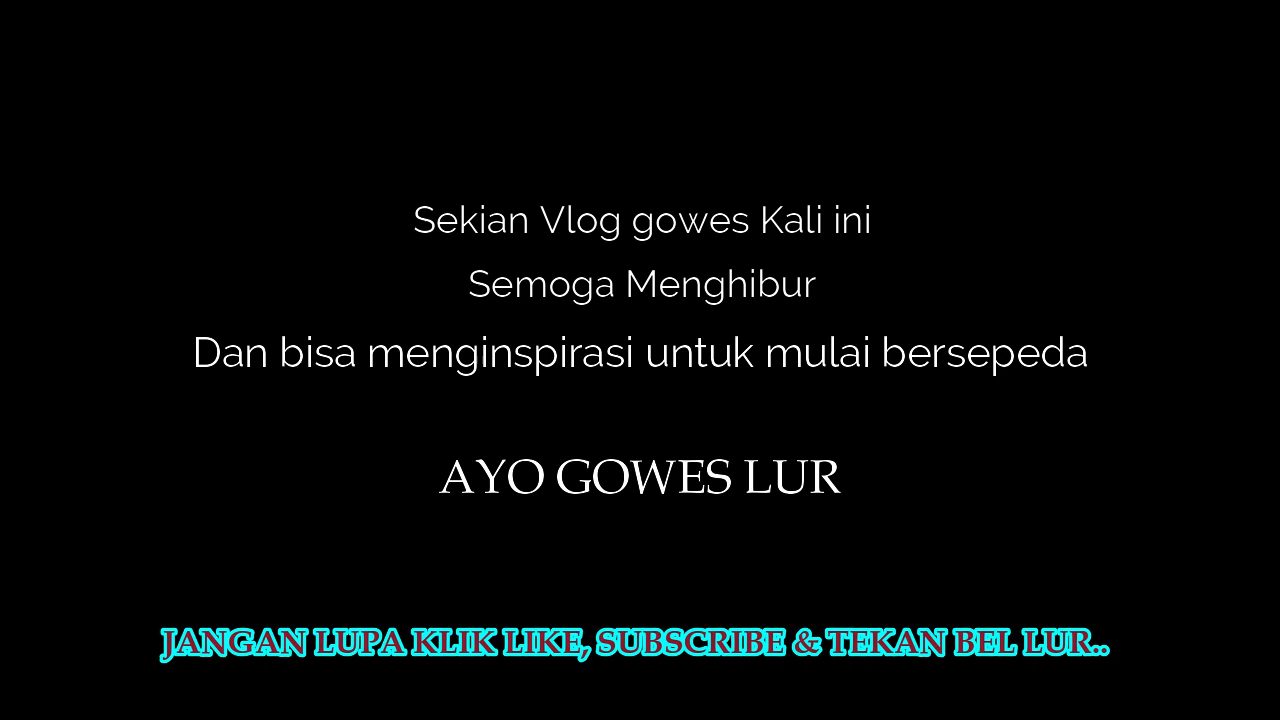 Sekian Vlog gowes Kali ini
Semoga Menghibur
Dan bisa menginspirasi untuk mulai bersepeda
AYO GOWES LUR
JANGAN LUPA KLIK LIKE, SUBSCRIBE & TEKAN BEL LUR..